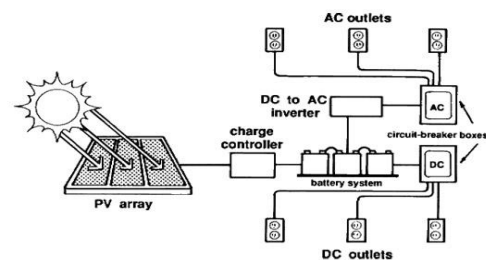 AC outlets
DC to AC
inverter
AC
charge
controller
circuit-breaker boxes
DC
battery system
PV array
DC outlets